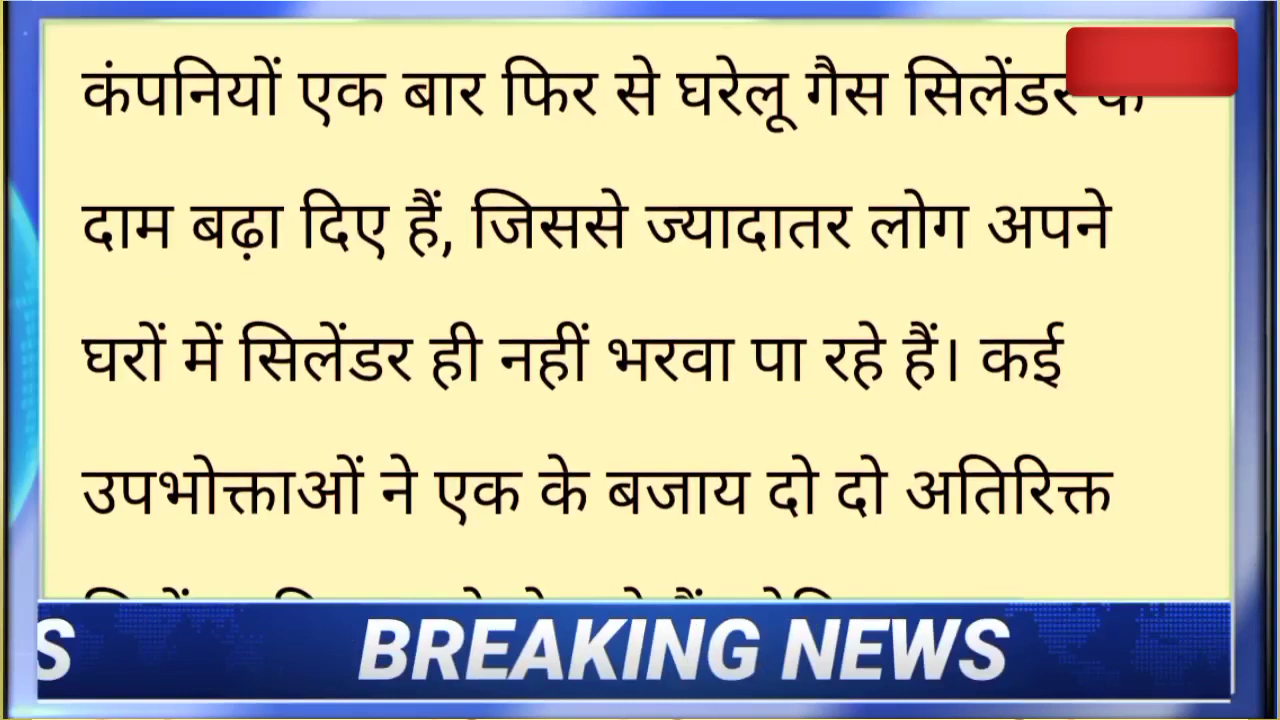 कंपनियों एक बार फिर से घरेलू गैस सिलेंडर के
दाम बढ़ा दिए हैं, जिससे ज्यादातर लोग अपने
घरों में सिलेंडर ही नहीं भरवा पा रहे हैं। कई
उपभोक्ताओं ने एक के बजाय दो दो अतिरिक्त
S BREAKING NEWS